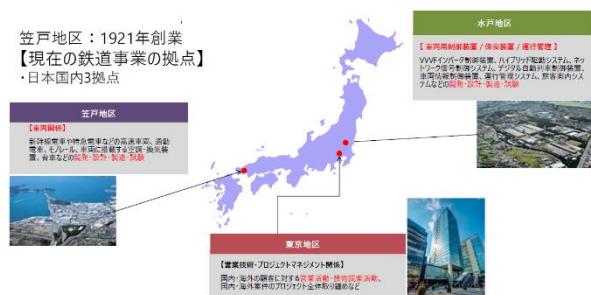 笠戸地区：1921年創業
【現在の鉄道事業の拠点】
・日本国内3拠点
水戸地区
【車両用制御装置 / 保安装置 / 運行管理】
VVVFインバータ制御装置、ハイブリッド駆動システム、ネッ
トワーク信号制御システム、デジタル自動列車制御装置、
車両情報制御装置、運行管理システム、旅客案内シス
テムなどの開発・設計・製造・試験
笠戸地区
【車両関係】
新幹線電車や特急電車などの高速車両、通勤
電車、モノレール、車両に搭載する空調・換気装
置、台車などの開発・設計・製造・試験
東京地区
【営業技術・プロジェクトマネジメント関係】
国内・海外の顧客に対する営業活動・技術提案活動、
国内・海外案件のプロジェクト全体取り纏めなど